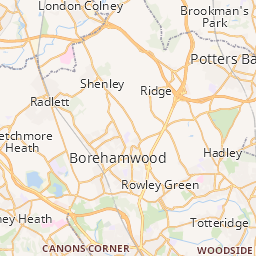 London Colney
Brookman's
Park
Potters Ba
Shenley
Ridge
Radlett
etchmore
Heath
Borehamwood
Hadley
Rowley Green
ney Heath
Totteridge
CANONS CORNER
WOODSIDE